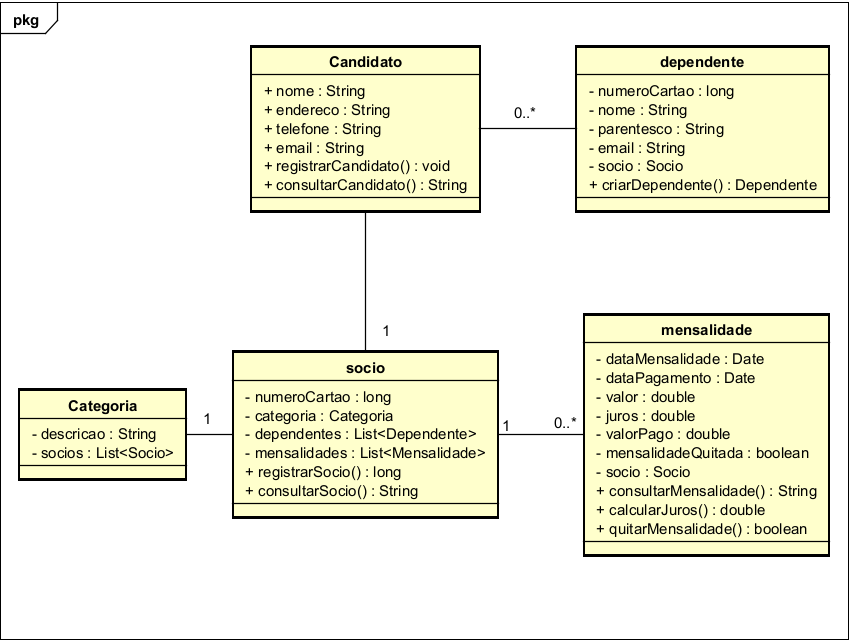 pkg
Candidato
+ nome : String
+ endereco : String
+ telefone : String
+ email : String
+ registrarCandidato() : void
+ consultarCandidato() : String
0..*
dependente
- numeroCartao : long
- nome : String
- parentesco : String
- email : String
- socio : Socio
+ criarDependente() : Dependente
1
Categoria
- descricao : String
- socios : List<Socio>
1
socio
- numeroCartao : long
- categoria : Categoria
- dependentes : List<Dependente>
- mensalidades : List<Mensalidade>
+ registrarSocio() : long
+ consultarSocio() : String
1
0..*
mensalidade
- dataMensalidade : Date
- dataPagamento : Date
- valor : double
- juros : double
- valorPago : double
- mensalidadeQuitada : boolean
- socio : Socio
+ consultarMensalidade() : String
+ calcularJuros() : double
+ quitarMensalidade() : boolean